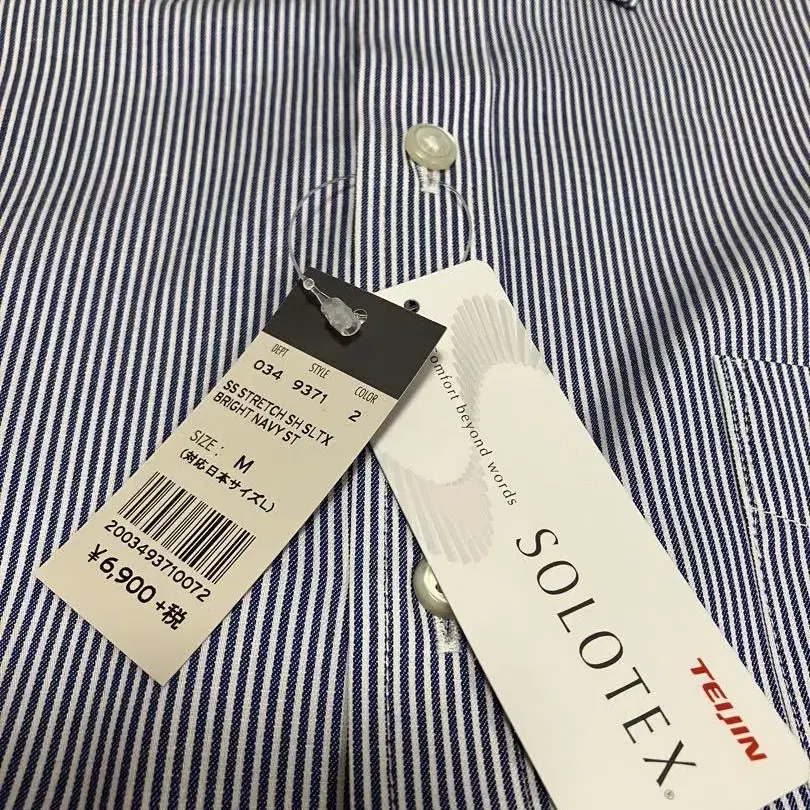 DEPT STYLE COLOR
034 9371 2
SS STRETCH SH SLTX
BRIGHT NAVY ST
SIZE: M
(対応日本サイズL)
2003493710072
¥6,900+税
comfort beyond words
SOLOTEX®
TEIJIN